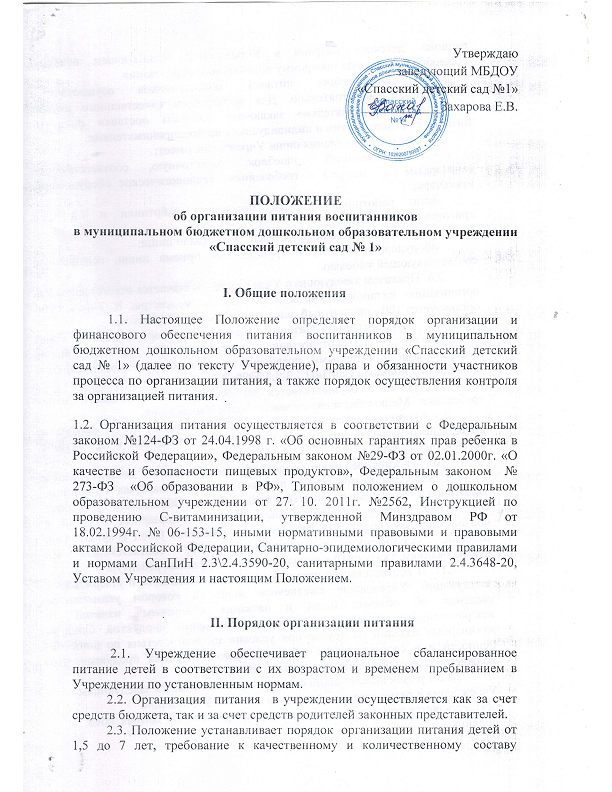 Утверждаю
заведующий МБДОУ
«Спасский детский сад №1»
Захарова Е.В.
ПОЛОЖЕНИЕ
об организации питания воспитанников
в муниципальном бюджетном дошкольном образовательном учреждении
«Спасский детский сад № 1»
I. Общие положения
1.1. Настоящее Положение определяет порядок организации и
финансового обеспечения питания воспитанников в муниципальном
бюджетном дошкольном образовательном учреждении «Спасский детский
сад № 1» (далее по тексту Учреждение), права и обязанности участников
процесса по организации питания, а также порядок осуществления контроля
за организацией питания.
1.2. Организация питания осуществляется в соответствии с Федеральным
законом №124-ФЗ от 24.04.1998 г. «Об основных гарантиях прав ребенка в
Российской Федерации», Федеральным законом №29-ФЗ от 02.01.2000г. «О
качестве и безопасности пищевых продуктов», Федеральным законом №
273-ФЗ «Об образовании в РФ», Типовым положением о дошкольном
образовательном учреждении от 27. 10. 2011г. №2562, Инструкцией по
проведению С-витаминизации, утвержденной Минздравом РФ от
18.02.1994г. № 06-153-15, иными нормативными правовыми и правовыми
актами Российской Федерации, Санитарно-эпидемиологическими правилами
и нормами СанПиН 2.3\2.4.3590-20, санитарными правилами 2.4.3648-20,
Уставом Учреждения и настоящим Положением.
II. Порядок организации питания
2.1. Учреждение обеспечивает рациональное сбалансированное
питание детей в соответствии с их возрастом и временем пребыванием в
Учреждении по установленным нормам.
2.2. Организация питания в учреждении осуществляется как за счет
средств бюджета, так и за счет средств родителей законных представителей.
2.3. Положение устанавливает порядок организации питания детей от
1,5 до 7 лет, требование к качественному и количественному составу